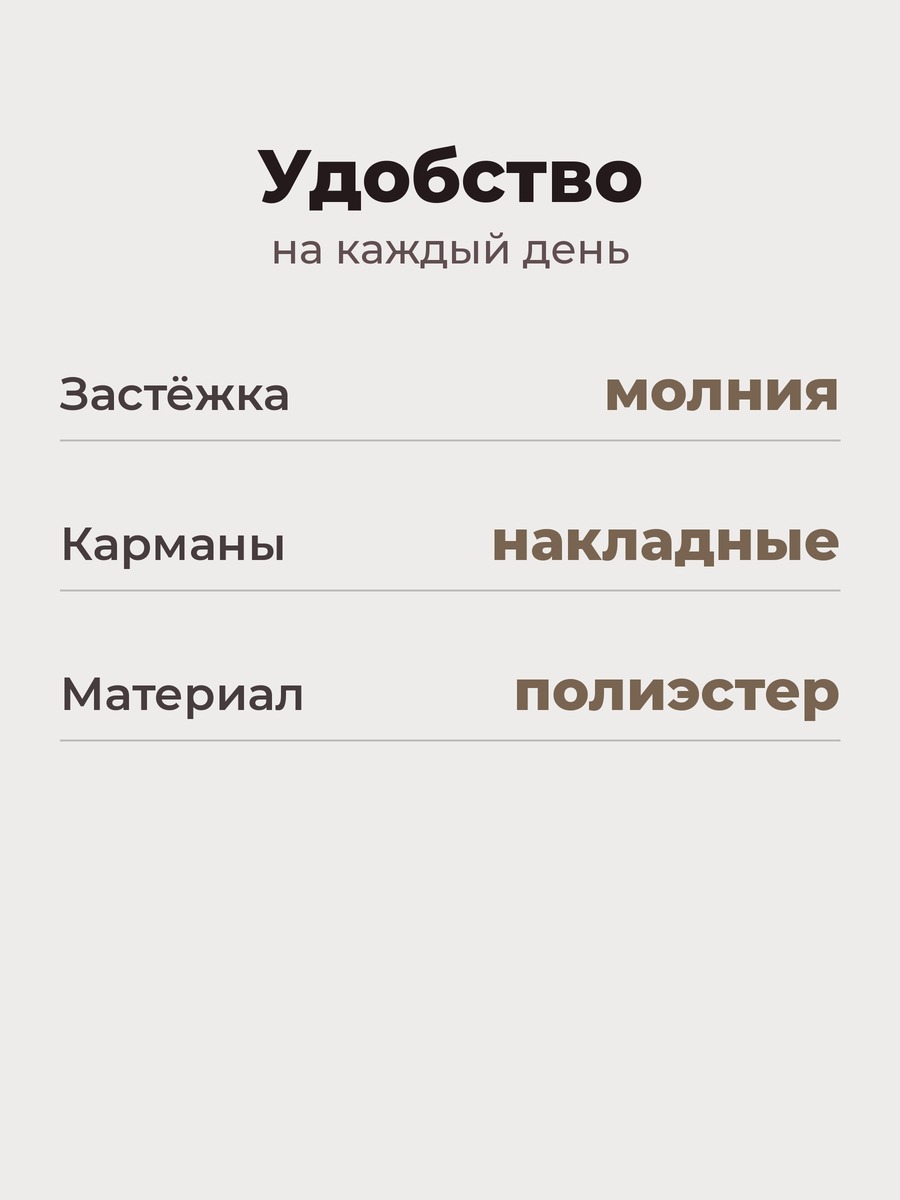 Удобство
на каждый день
Застёжка молния
Карманы накладные
Материал полиэстер